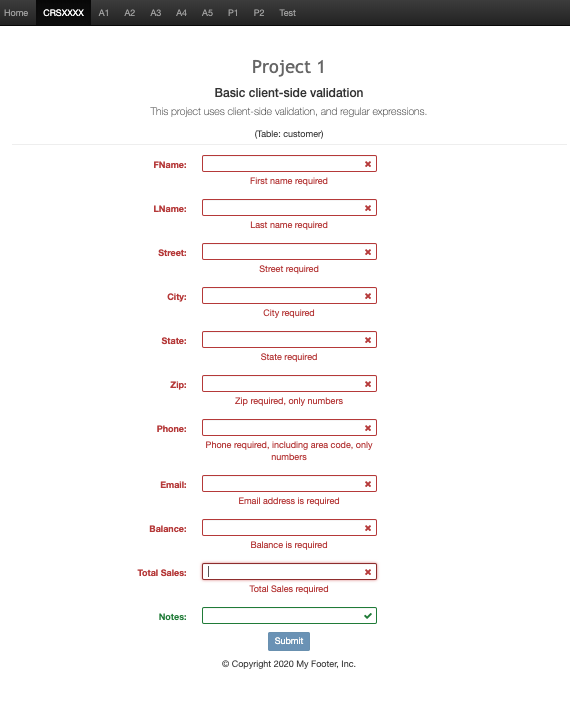 Home CRSXXXX A1 A2 A3 A4 A5 P1 P2 Test
Project 1
Basic client-side validation
This project uses client-side validation, and regular expressions.
(Table: customer)
FName:
First name required
LName:
Last name required
Street:
Street required
City:
City required
State:
State required
Zip:
Zip required, only numbers
Phone:
Phone required, including area code, only
numbers
Email:
Email address is required
Balance:
Balance is required
Total Sales:
Total Sales required
Notes:
Submit
© Copyright 2020 My Footer, Inc.